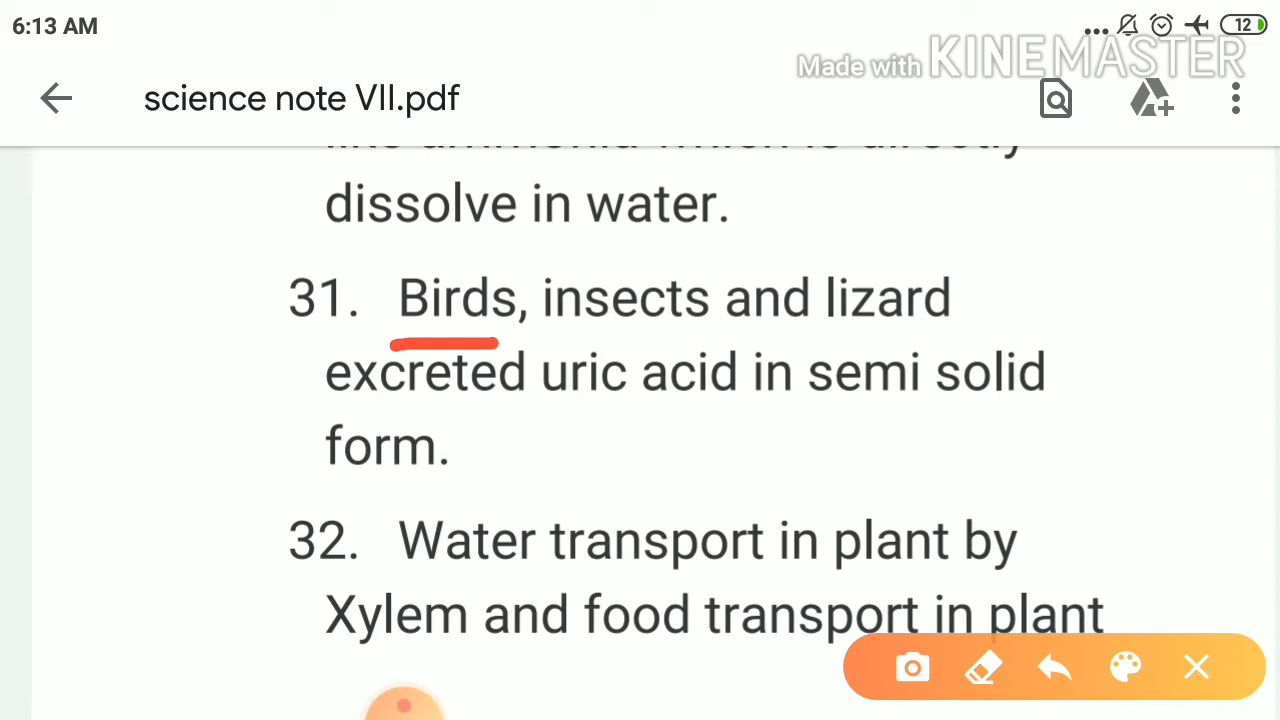 6:13 AM
12
Made with KINEMASTER
science note VII.pdf
dissolve in water.
31. Birds, insects and lizard
excreted uric acid in semi solid
form.
32. Water transport in plant by
Xylem and food transport in plant